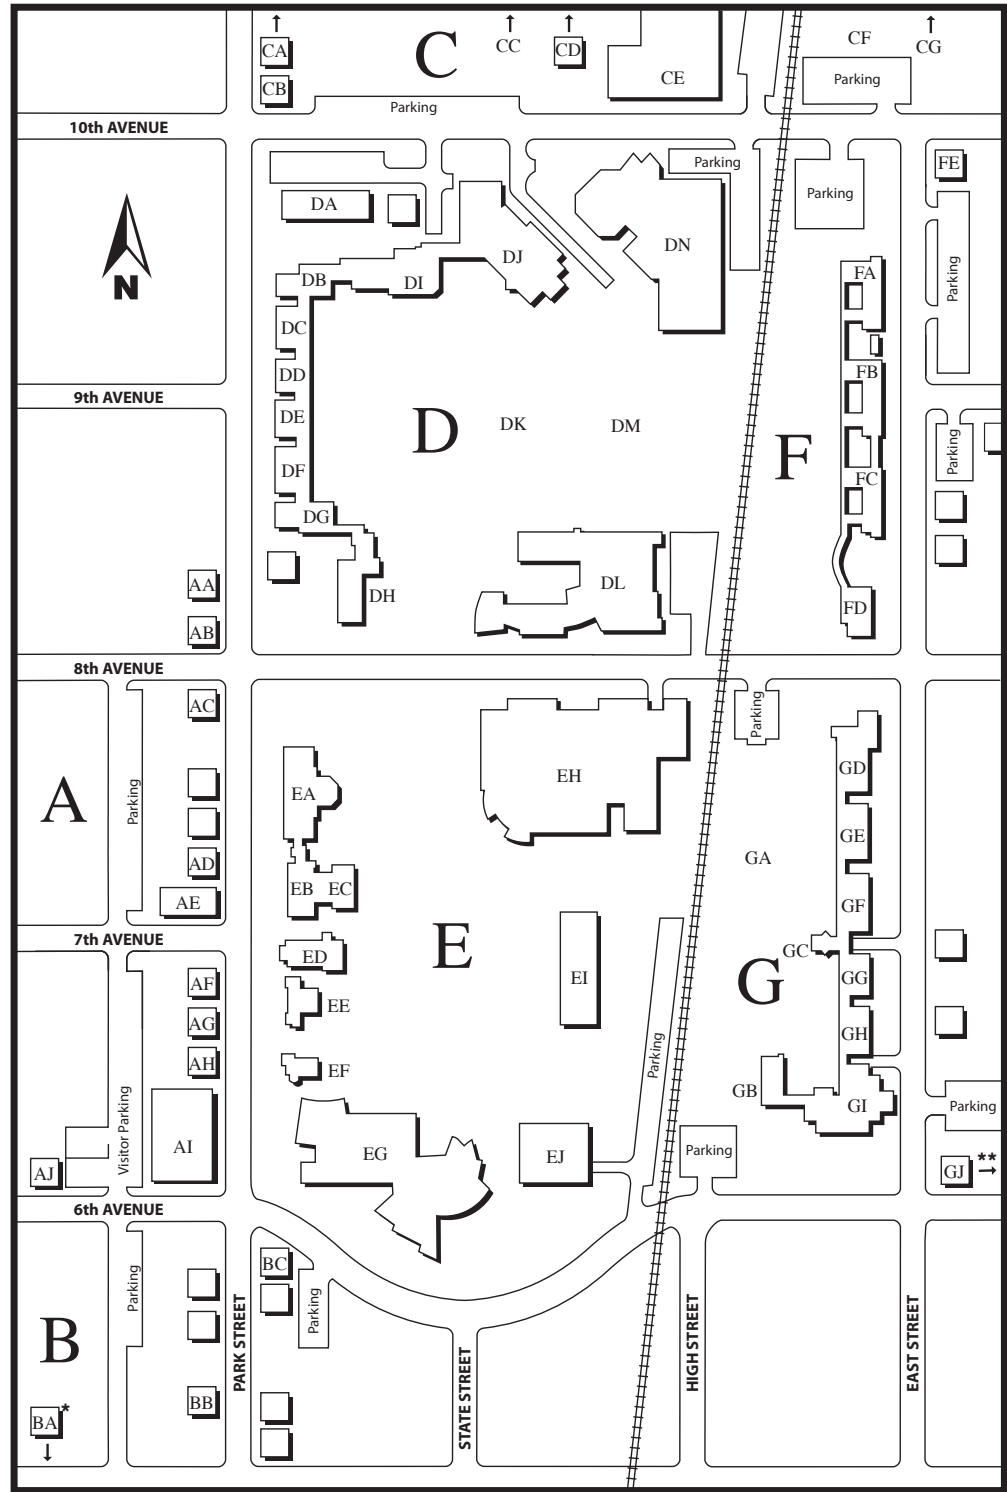 CA
C
CC
CD
CE
CF
CG
CB
Parking
Parking
10th AVENUE
Parking
Parking
FE
DA
DN
DJ
DB
DI
FA
Parking
N
DC
DD
FB
9th AVENUE
DE
D
DK
DM
F
Parking
DF
FC
DG
AA
DH
DL
FD
AB
8th AVENUE
AC
Parking
A
Parking
EA
EH
GD
GE
GA
AD
EB
EC
AE
GF
7th AVENUE
E
ED
GC
AF
EI
G
GG
EE
AG
GH
Parking
AH
EF
GB
GI
Parking
Visitor Parking
AI
EG
EJ
Parking
AJ
GJ
**
6th AVENUE
BC
Parking
Parking
B
PARK STREET
STATE STREET
HIGH STREET
EAST STREET
BB
BA
*